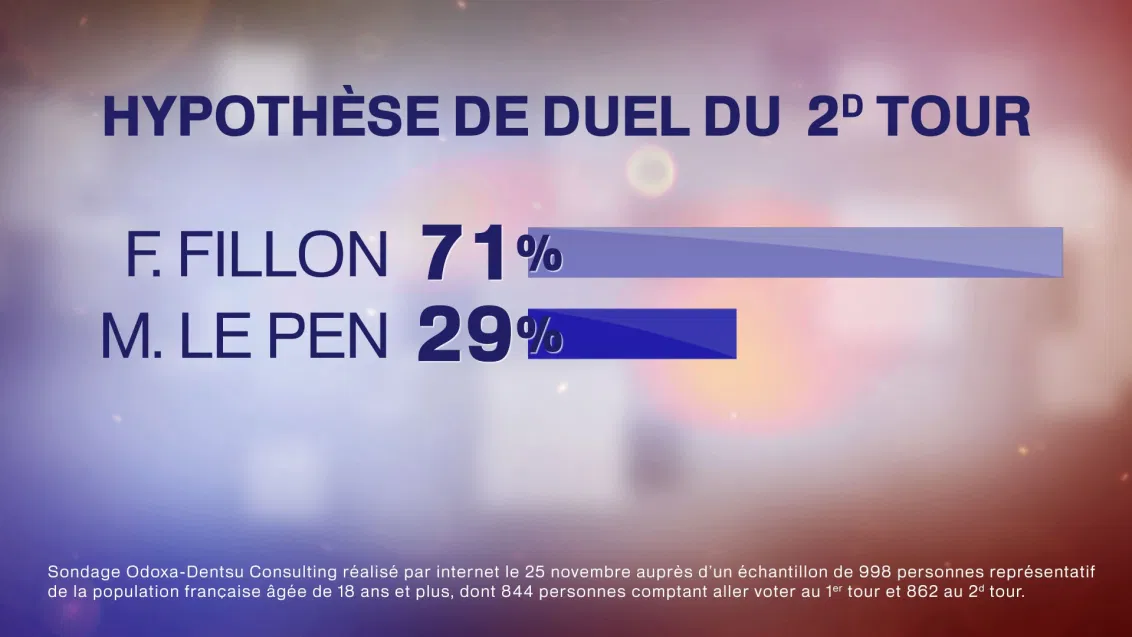 HYPOTHÈSE DE DUEL DU 2D TOUR
F. FILLON 71%
M. LE PEN 29%
Sondage Odoxa-Dentsu Consulting réalisé par internet le 25 novembre auprès d'un échantillon de 998 personnes représentatif
de la population française âgée de 18 ans et plus, dont 844 personnes comptant aller voter au 1er tour et 862 au 2d tour.